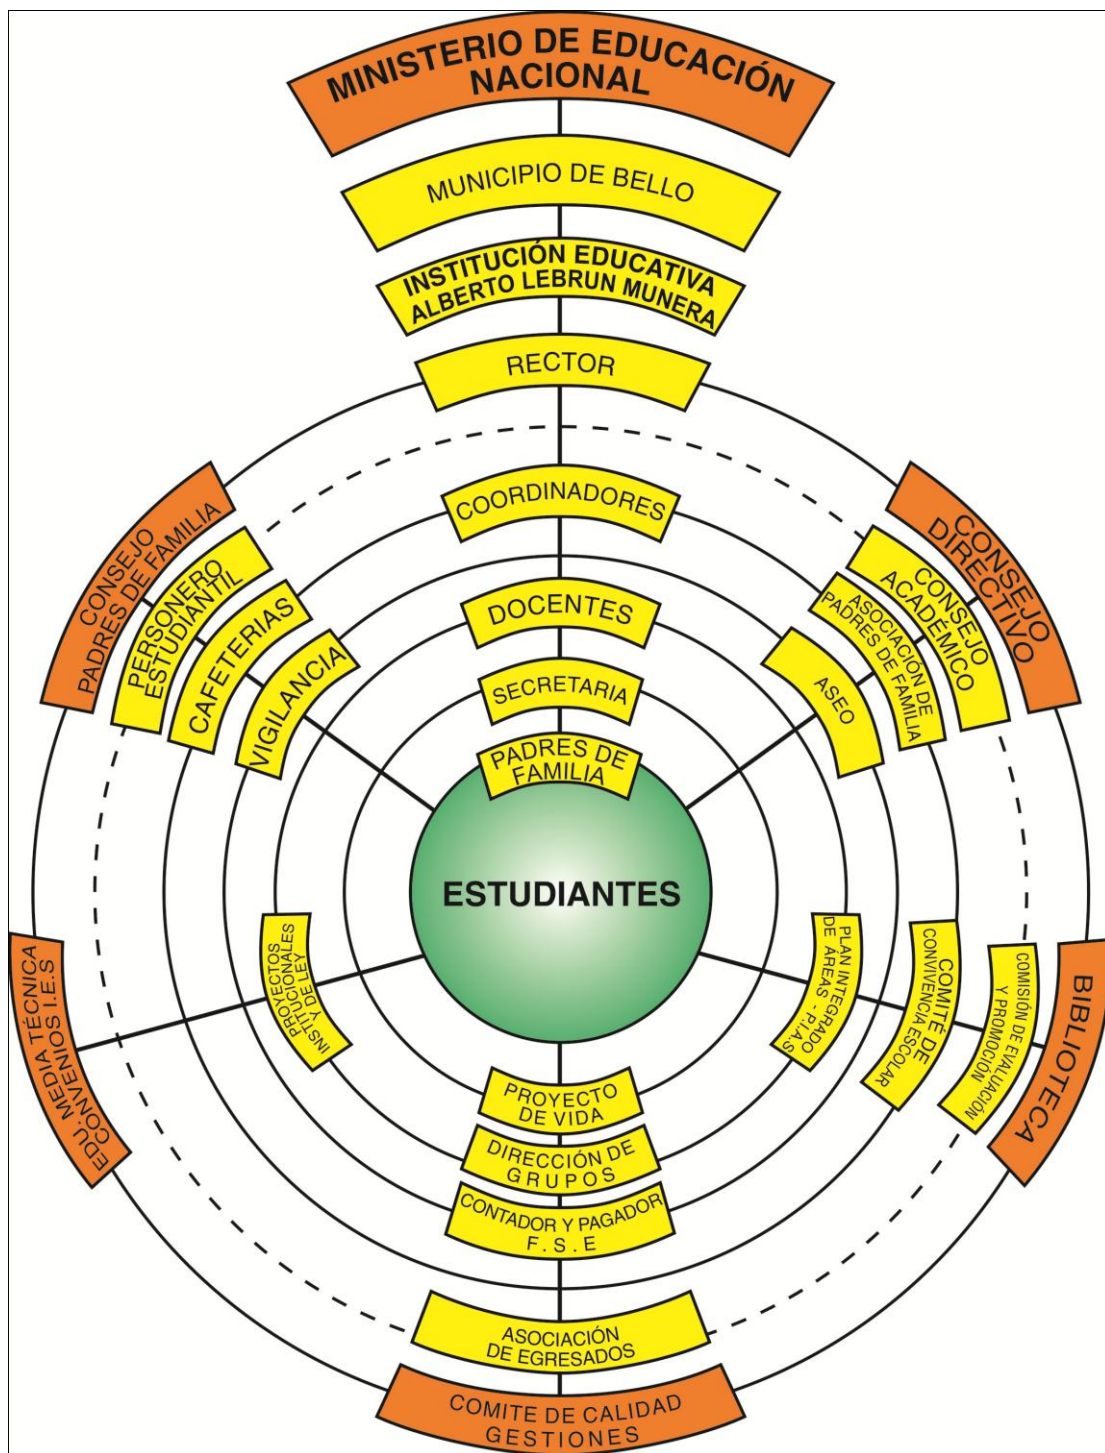 MINISTERIO DE EDUCACIÓN
NACIONAL
MUNICIPIO DE BELLO
INSTITUCIÓN EDUCATIVA
ALBERTO LEBRUN MUNERA
RECTOR
COORDINADORES
DOCENTES
SECRETARIA
PADRES DE
FAMILIA
ESTUDIANTES
CONSEJO
PADRES DE FAMILIA
PERSONERO
ESTUDIANTIL
CAFETERIAS
VIGILANCIA
CONSEJO
DIRECTIVO
CONSEJO
ACADÉMICO
ASOCIACIÓN DE
PADRES DE FAMILIA
ASEO
EDU. MEDIA TÉCNICA
CONVENIOS I.E.S
PROYECTOS
INSTITUCIONALES
Y DE LEY
PLAN INTEGRADO
DE ÁREAS - P.I.A.S
COMITÉ DE
CONVIVENCIA ESCOLAR
COMISIÓN DE EVALUACIÓN
Y PROMOCIÓN
BIBLIOTECA
PROYECTO
DE VIDA
DIRECCIÓN DE
GRUPOS
CONTADOR Y PAGADOR
F.S.E
ASOCIACIÓN
DE EGRESADOS
COMITE DE CALIDAD
GESTIONES